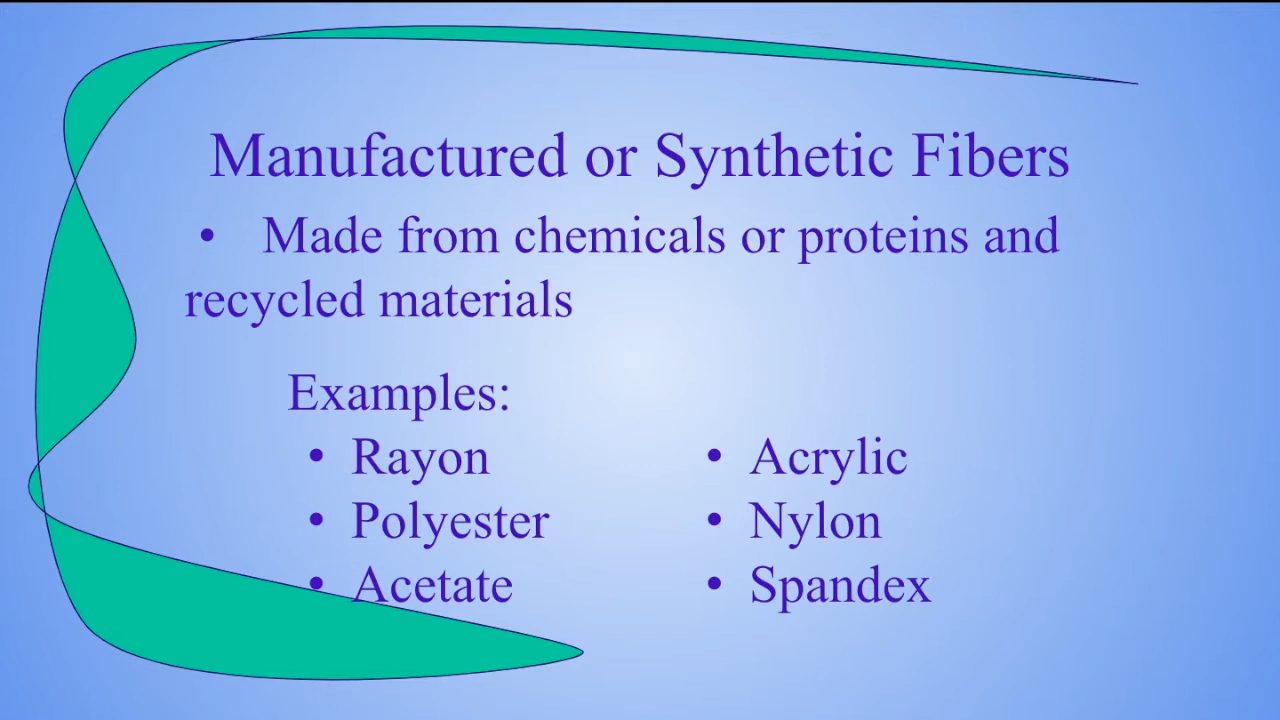 Manufactured or Synthetic Fibers
• Made from chemicals or proteins and
recycled materials
Examples:
• Rayon
• Polyester
• Acetate
• Acrylic
• Nylon
• Spandex